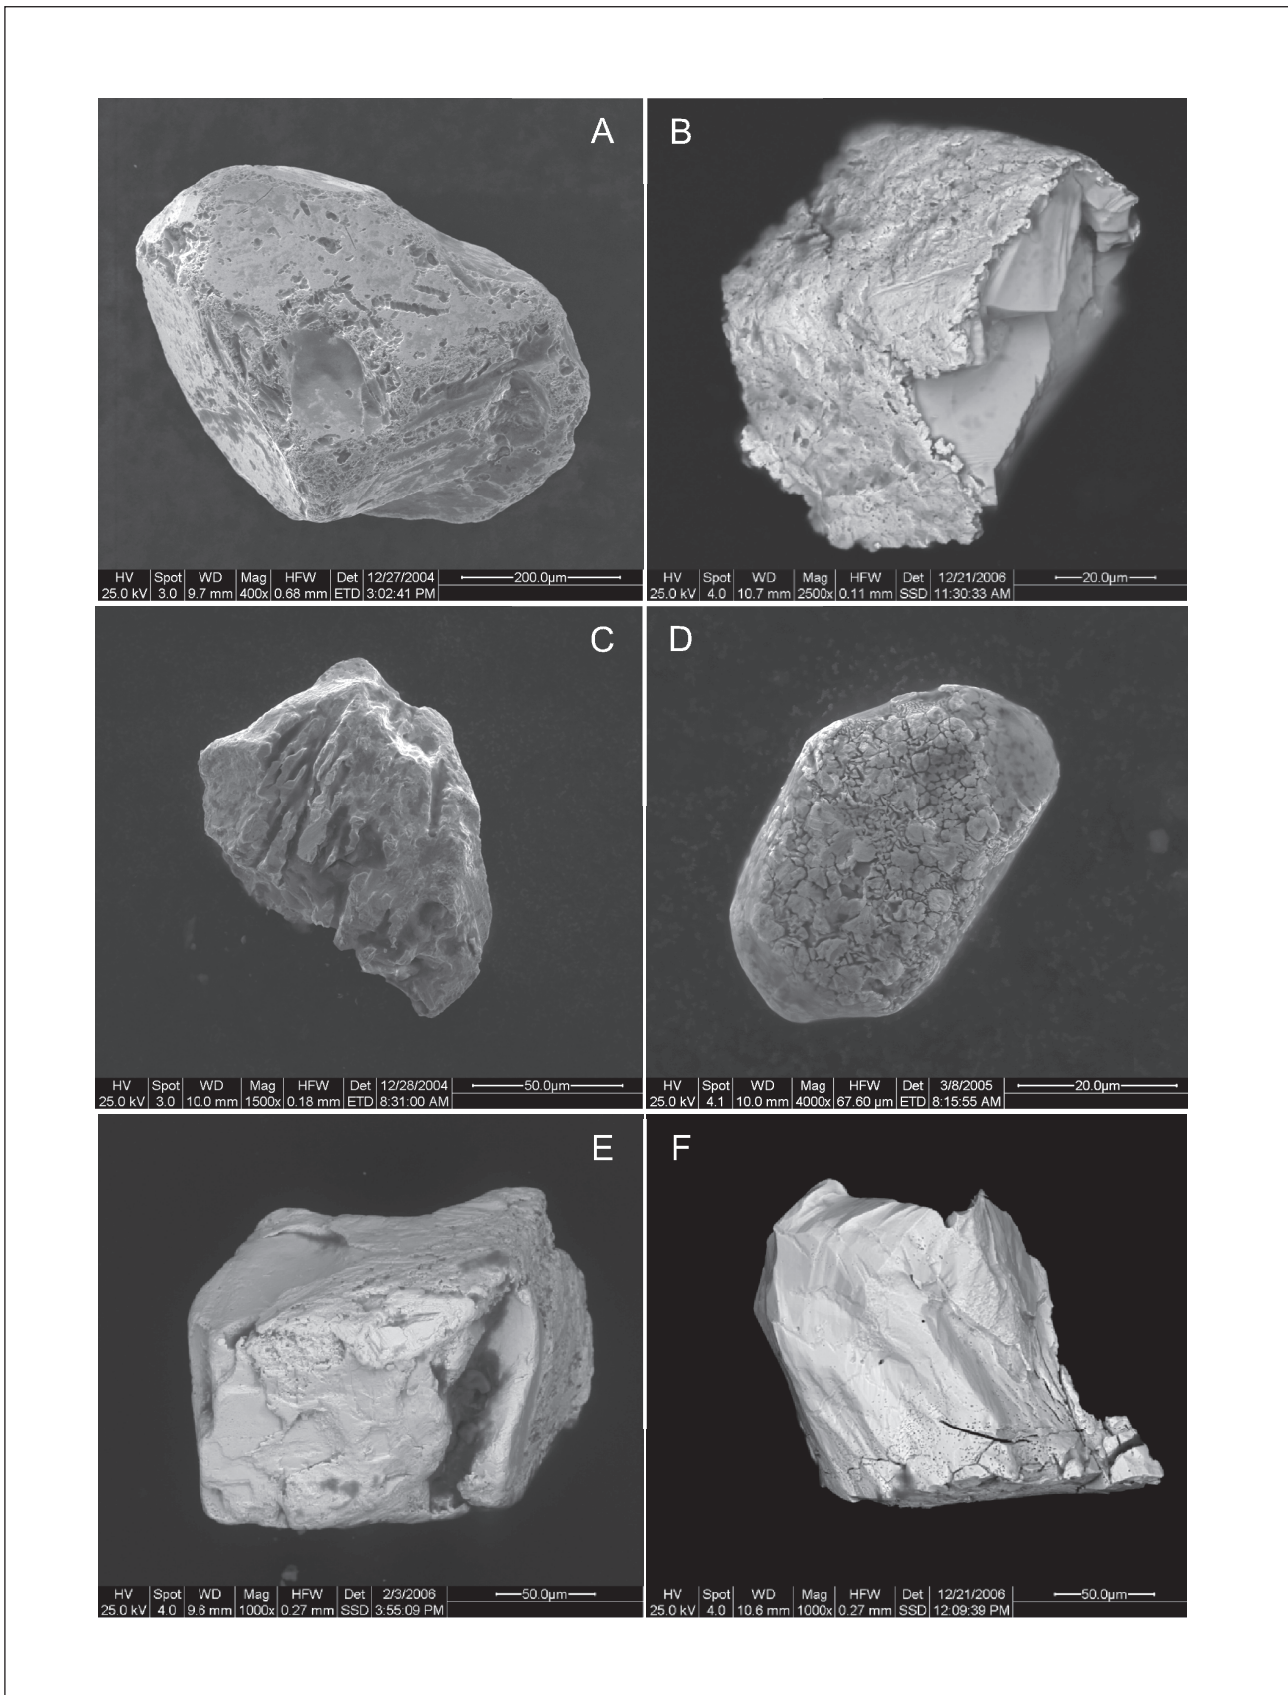 A
B
HV Spot WD Mag HFW Det 12/27/2004 200.0µm
25.0 kV 3.0 9.7 mm 400x 0.68 mm ETD 3:02:41 PM
HV Spot WD Mag HFW Det 12/21/2006 20.0µm
25.0 kV 4.0 10.7 mm 2500x 0.11 mm SSD 11:30:33 AM
C
D
HV Spot WD Mag HFW Det 12/28/2004 50.0µm
25.0 kV 3.0 10.0 mm 1500x 0.18 mm ETD 8:31:00 AM
HV Spot WD Mag HFW Det 3/8/2005 20.0µm
25.0 kV 4.1 10.0 mm 4000x 67.60 µm ETD 8:15:55 AM
E
F
HV Spot WD Mag HFW Det 2/3/2006 50.0µm
25.0 kV 4.0 9.6 mm 1000x 0.27 mm SSD 3:55:09 PM
HV Spot WD Mag HFW Det 12/21/2006 50.0µm
25.0 kV 4.0 10.6 mm 1000x 0.27 mm SSD 12:09:39 PM